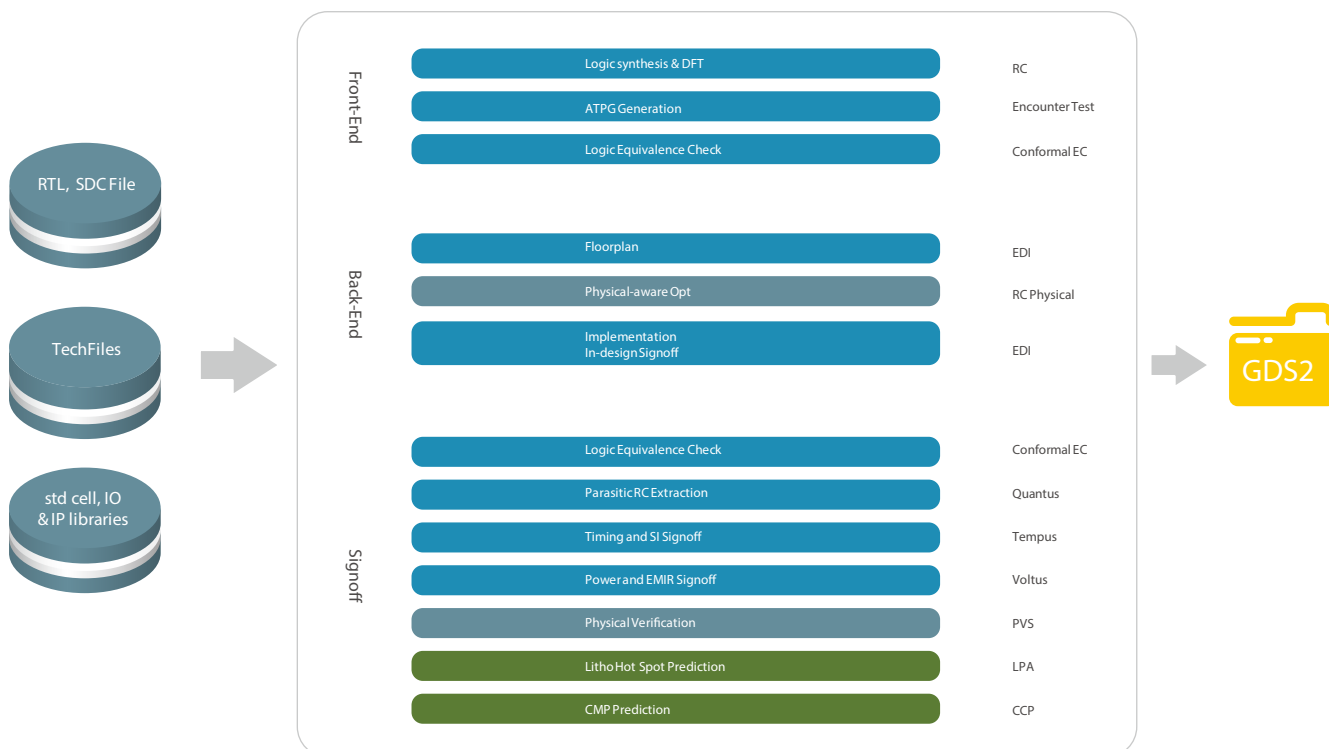 RTL, SDC File
TechFiles
std cell, IO
& IP libraries
Front-End
Logic synthesis & DFT
RC
ATPG Generation
Encounter Test
Logic Equivalence Check
Conformal EC
Back-End
Floorplan
EDI
Physical-aware Opt
RC Physical
Implementation
In-design Signoff
EDI
Signoff
Logic Equivalence Check
Conformal EC
Parasitic RC Extraction
Quantus
Timing and SI Signoff
Tempus
Power and EMIR Signoff
Voltus
Physical Verification
PVS
Litho Hot Spot Prediction
LPA
CMP Prediction
CCP
GDS2